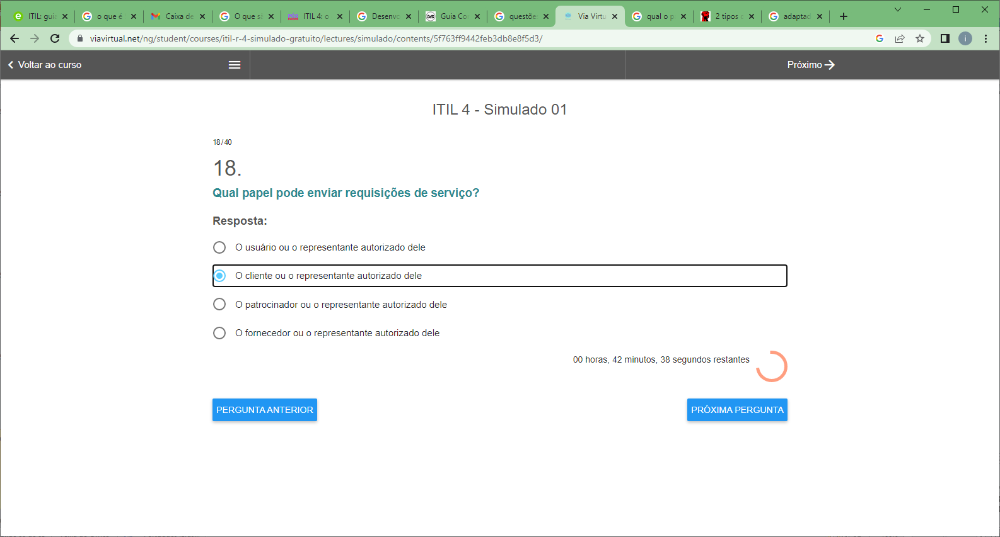 ITIL: guia
o que é
Caixa de
O que sã
ITIL 4: o
Desenvo
Guia Co
questões
Via Virtu
qual o p
2 tipos
adaptad
viavirtual.net/ng/student/courses/itil-r-4-simulado-gratuito/lectures/simulado/contents/5f763ff9442feb3db8e8f5d3/
i
Voltar ao curso
Próximo
ITIL 4 - Simulado 01
18/40
18.
Qual papel pode enviar requisições de serviço?
Resposta:
O usuário ou o representante autorizado dele
O cliente ou o representante autorizado dele
O patrocinador ou o representante autorizado dele
O fornecedor ou o representante autorizado dele
00 horas, 42 minutos, 38 segundos restantes
PERGUNTA ANTERIOR
PRÓXIMA PERGUNTA